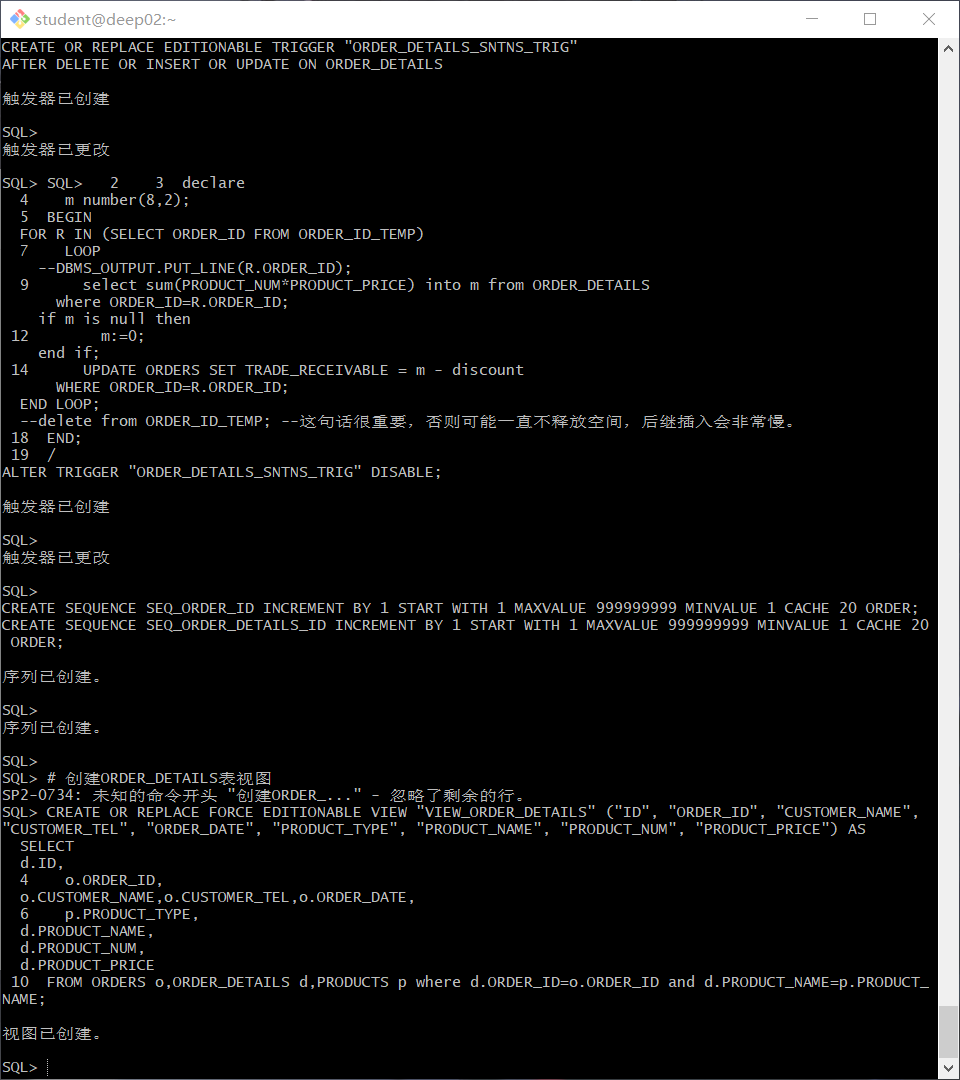 student@deep02:~
CREATE OR REPLACE EDITIONABLE TRIGGER "ORDER_DETAILS_SNTNS_TRIG"
AFTER DELETE OR INSERT OR UPDATE ON ORDER_DETAILS
触发器已创建
SQL>
触发器已更改
SQL> SQL>   2    3  declare
  4    m number(8,2);
  5  BEGIN
  FOR R IN (SELECT ORDER_ID FROM ORDER_ID_TEMP)
  7    LOOP
    --DBMS_OUTPUT.PUT_LINE(R.ORDER_ID);
  9      select sum(PRODUCT_NUM*PRODUCT_PRICE) into m from ORDER_DETAILS
      where ORDER_ID=R.ORDER_ID;
    if m is null then
 12        m:=0;
    end if;
 14      UPDATE ORDERS SET TRADE_RECEIVABLE = m - discount
      WHERE ORDER_ID=R.ORDER_ID;
  END LOOP;
  --delete from ORDER_ID_TEMP; --这句话很重要，否则可能一直不释放空间，后继插入会非常慢。
 18  END;
 19  /
ALTER TRIGGER "ORDER_DETAILS_SNTNS_TRIG" DISABLE;
触发器已创建
SQL>
触发器已更改
SQL>
CREATE SEQUENCE SEQ_ORDER_ID INCREMENT BY 1 START WITH 1 MAXVALUE 999999999 MINVALUE 1 CACHE 20 ORDER;
CREATE SEQUENCE SEQ_ORDER_DETAILS_ID INCREMENT BY 1 START WITH 1 MAXVALUE 999999999 MINVALUE 1 CACHE 20
 ORDER;
序列已创建。
SQL>
序列已创建。
SQL>
SQL> # 创建ORDER_DETAILS表视图
SP2-0734: 未知的命令开头 "创建ORDER_..." - 忽略了剩余的行。
SQL> CREATE OR REPLACE FORCE EDITIONABLE VIEW "VIEW_ORDER_DETAILS" ("ID", "ORDER_ID", "CUSTOMER_NAME",
"CUSTOMER_TEL", "ORDER_DATE", "PRODUCT_TYPE", "PRODUCT_NAME", "PRODUCT_NUM", "PRODUCT_PRICE") AS
  SELECT
  d.ID,
  4    o.ORDER_ID,
  o.CUSTOMER_NAME,o.CUSTOMER_TEL,o.ORDER_DATE,
  6    p.PRODUCT_TYPE,
  d.PRODUCT_NAME,
  d.PRODUCT_NUM,
  d.PRODUCT_PRICE
 10  FROM ORDERS o,ORDER_DETAILS d,PRODUCTS p where d.ORDER_ID=o.ORDER_ID and d.PRODUCT_NAME=p.PRODUCT_
NAME;
视图已创建。
SQL>